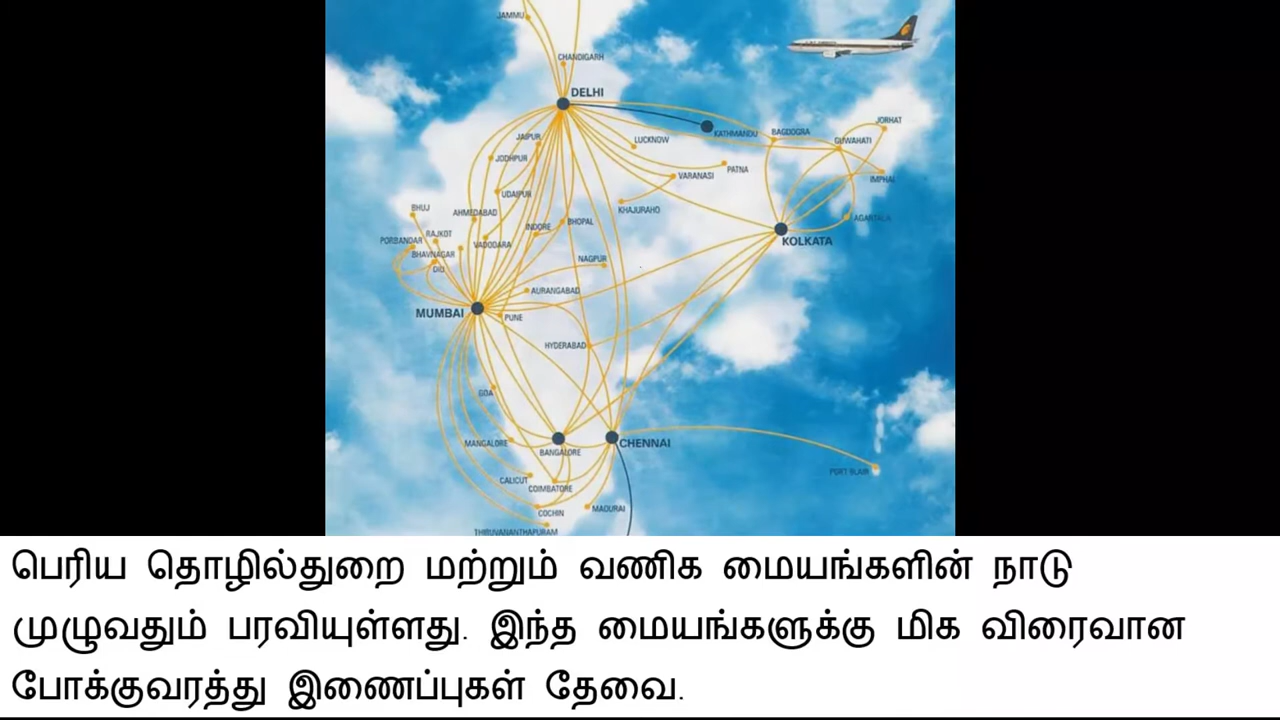 JAMMU
CHANDIGARH
DELHI
KATHMANDU
BAGDOGRA
JORHAT
GUWAHATI
JAIPUR
LUCKNOW
JODHPUR
PATNA
VARANASI
IMPHAL
UDAIPUR
KHAJURAHO
BHUJ
AHMEDABAD
AGARTALA
INDORE
BHOPAL
RAJKOT
PORBANDAR
VADODARA
KOLKATA
BHAVNAGAR
DIU
NAGPUR
AURANGABAD
MUMBAI
PUNE
HYDERABAD
GOA
MANGALORE
CHENNAI
BANGALORE
PORT BLAIR
CALICUT
COIMBATORE
COCHIN
MADURAI
THIRUVANANTHAPURAM
பெரிய தொழில்துறை மற்றும் வணிக மையங்களின் நாடு
முழுவதும் பரவியுள்ளது. இந்த மையங்களுக்கு மிக விரைவான
போக்குவரத்து இணைப்புகள் தேவை.